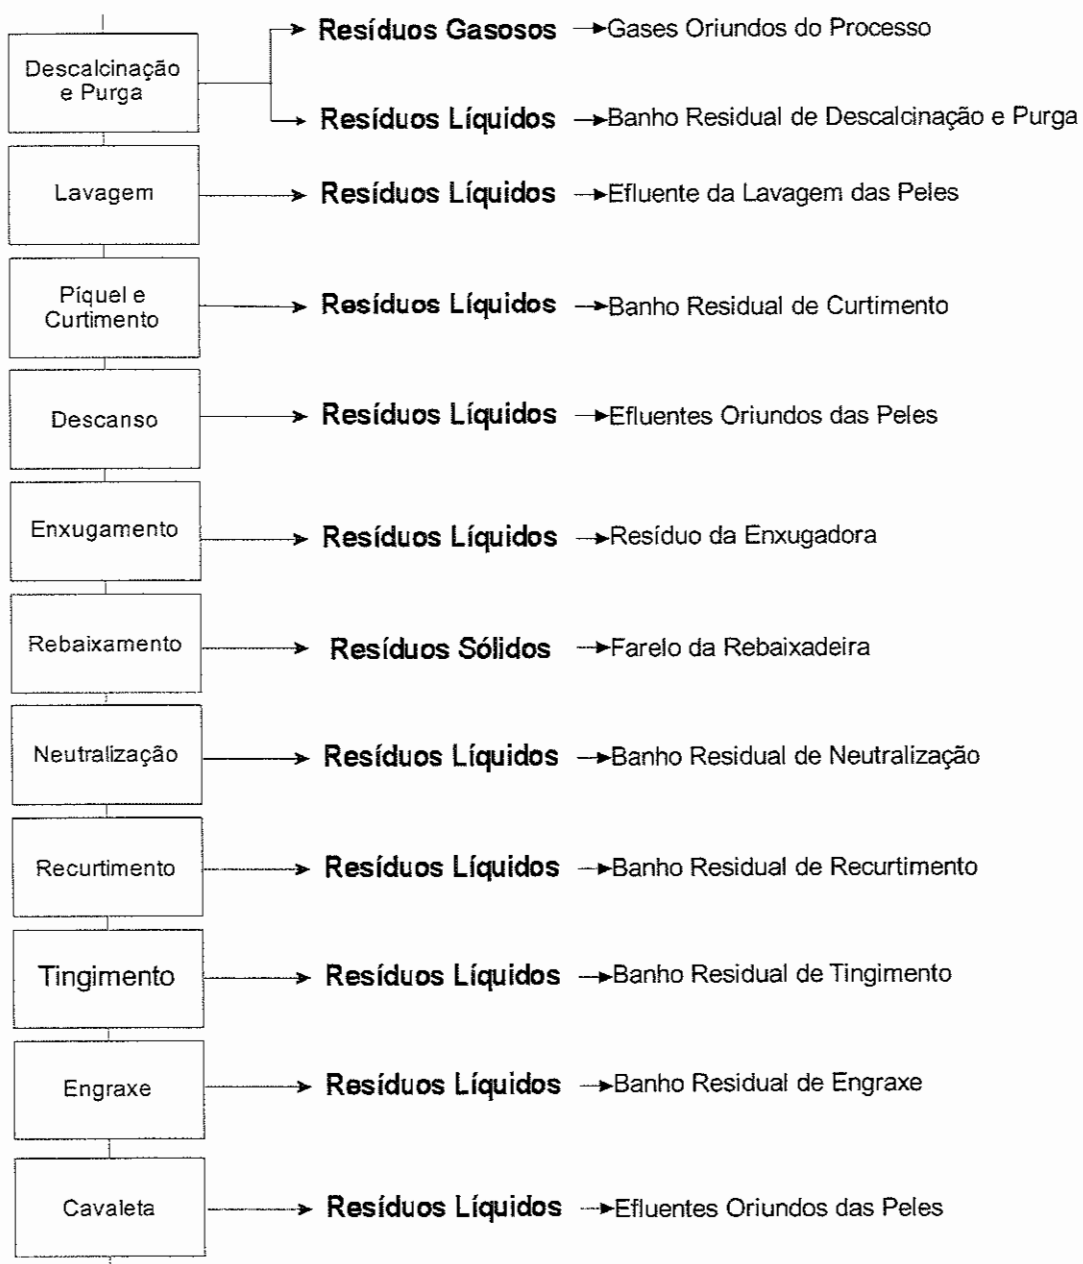 Descalcinação
e Purga
Resíduos Gasosos
Gases Oriundos do Processo
Resíduos Líquidos
Banho Residual de Descalcinação e Purga
Lavagem
Resíduos Líquidos
Efluente da Lavagem das Peles
Píquel e
Curtimento
Resíduos Líquidos
Banho Residual de Curtimento
Descanso
Resíduos Líquidos
Efluentes Oriundos das Peles
Enxugamento
Resíduos Líquidos
Resíduo da Enxugadora
Rebaixamento
Resíduos Sólidos
Farelo da Rebaixadeira
Neutralização
Resíduos Líquidos
Banho Residual de Neutralização
Recurtimento
Resíduos Líquidos
Banho Residual de Recurtimento
Tingimento
Resíduos Líquidos
Banho Residual de Tingimento
Engraxe
Resíduos Líquidos
Banho Residual de Engraxe
Cavaleta
Resíduos Líquidos
Efluentes Oriundos das Peles